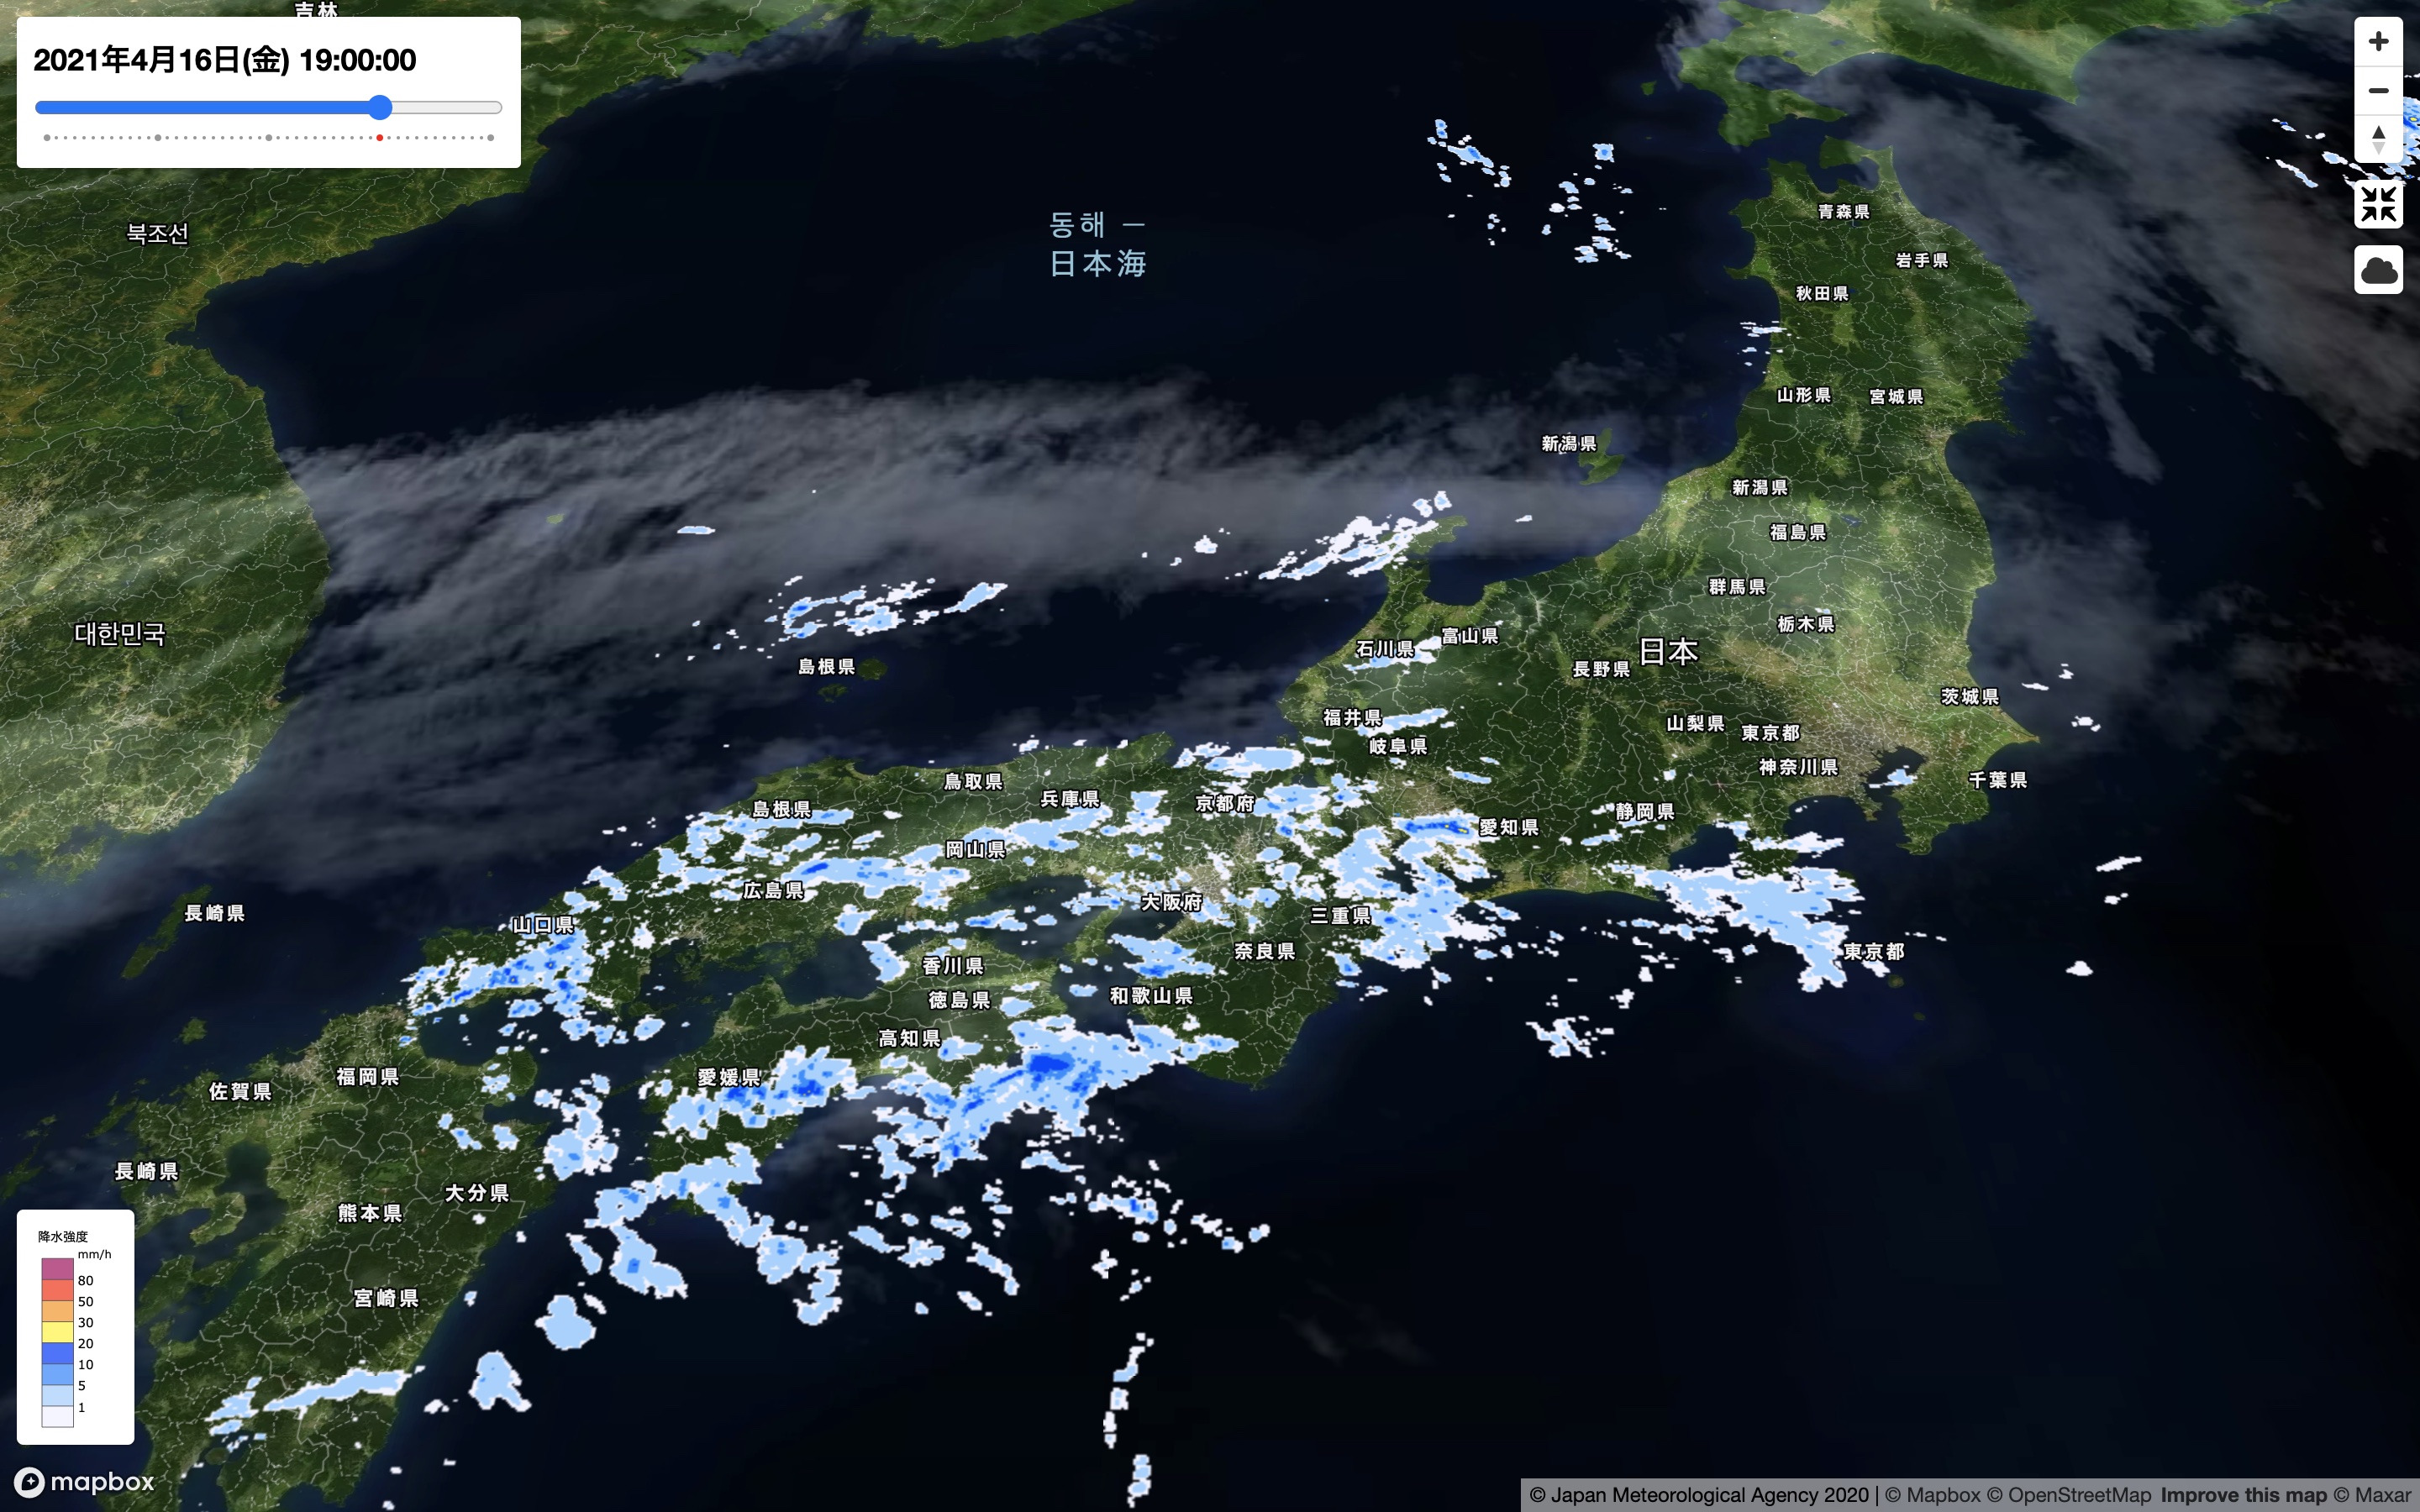 吉林
2021年4月16日(金) 19:00:00
북조선
동해 —
日本海
青森県
岩手県
秋田県
山形県
宮城県
新潟県
新潟県
福島県
群馬県
栃木県
대한민국
石川県
富山県
日本
長野県
島根県
茨城県
福井県
山梨県
東京都
岐阜県
神奈川県
千葉県
鳥取県
兵庫県
京都府
島根県
静岡県
愛知県
岡山県
広島県
大阪府
三重県
長崎県
山口県
奈良県
東京都
香川県
和歌山県
徳島県
高知県
愛媛県
福岡県
佐賀県
長崎県
大分県
熊本県
宮崎県
降水強度
mm/h
80
50
30
20
10
5
1
mapbox
© Japan Meteorological Agency 2020 | © Mapbox © OpenStreetMap Improve this map © Maxar